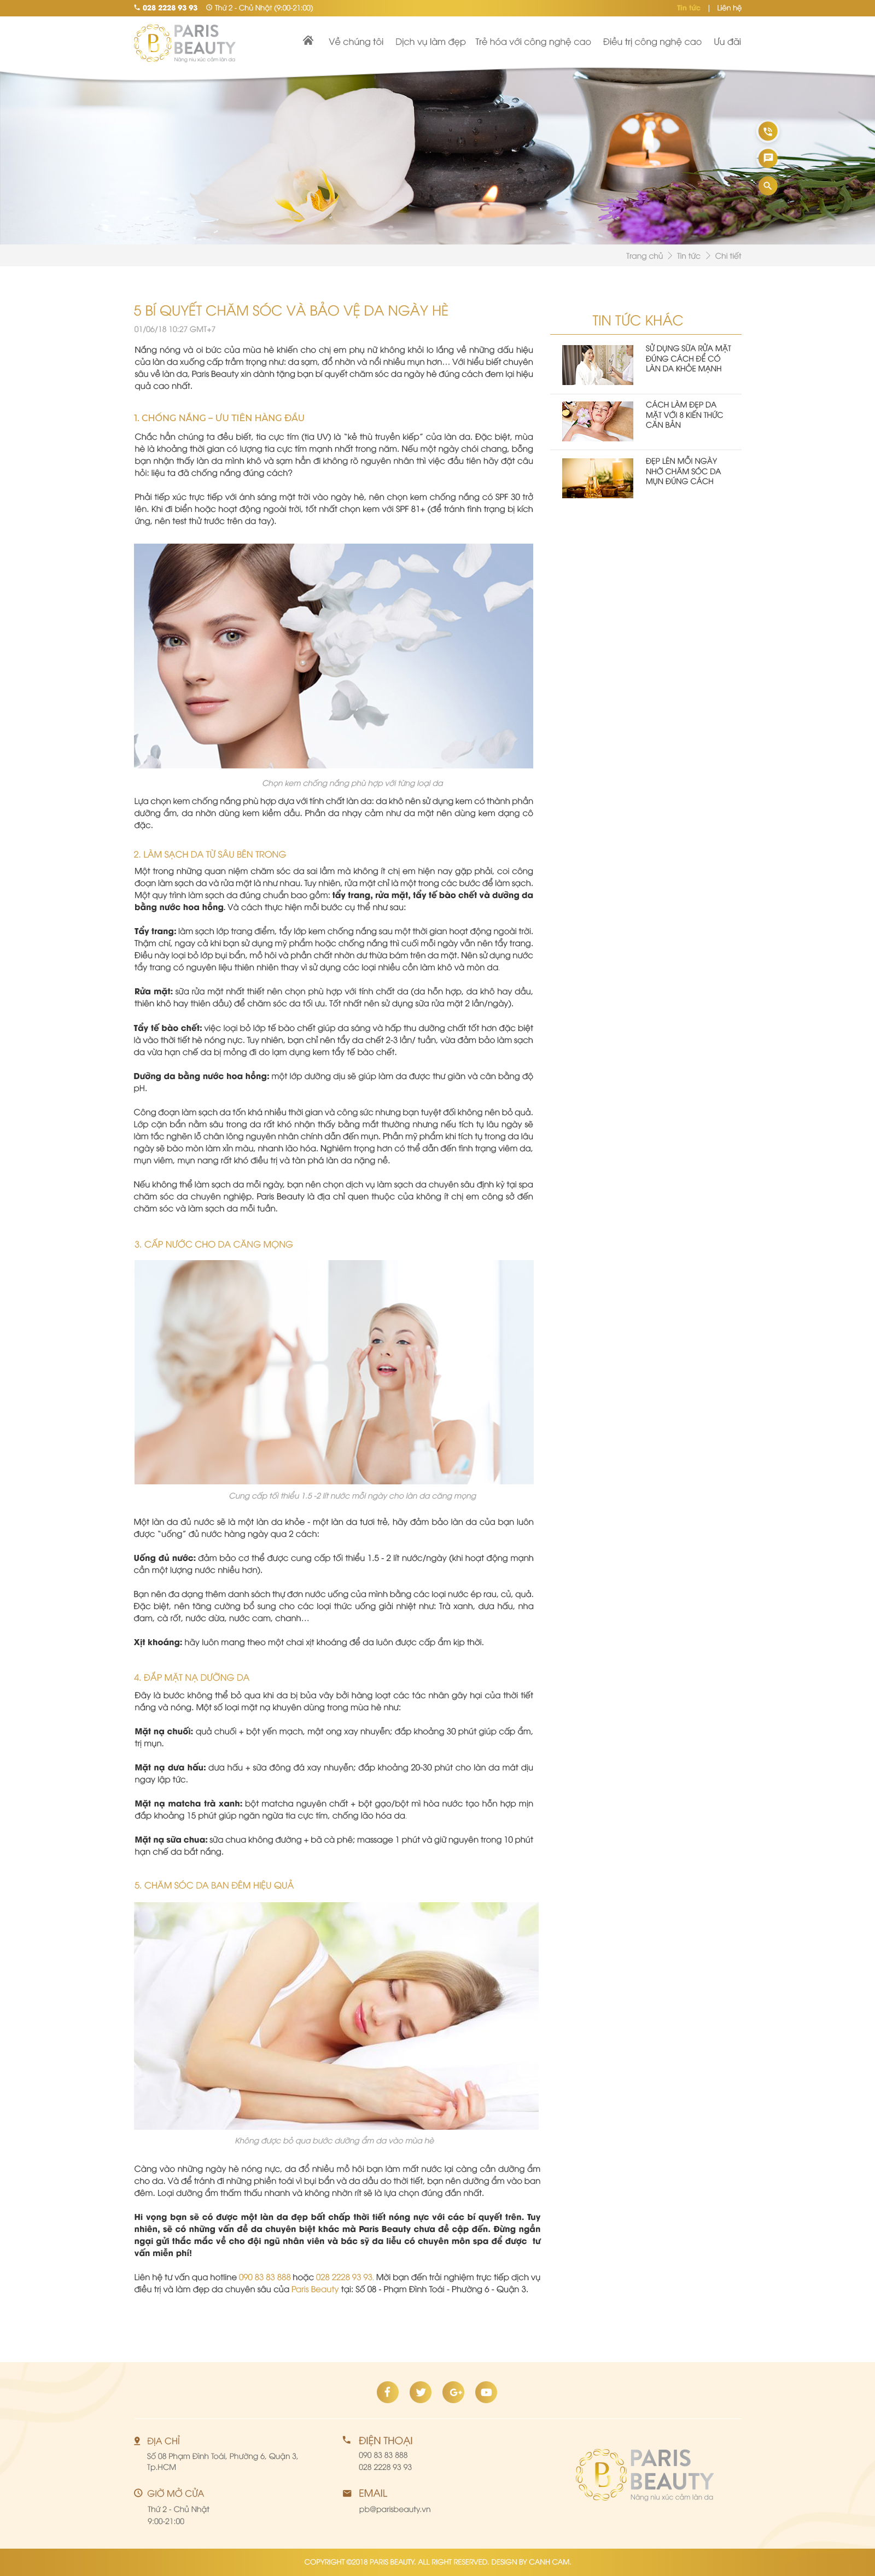 028 2228 93 93 Thứ 2 - Chủ Nhật (9:00-21:00)
Tin tức | Liên hệ
PARIS
BEAUTY
Nâng niu xúc cảm làn da
Về chúng tôi Dịch vụ làm đẹp Trẻ hóa với công nghệ cao Điều trị công nghệ cao Ưu đãi
Trang chủ Tin tức Chi tiết
5 BÍ QUYẾT CHĂM SÓC VÀ BẢO VỆ DA NGÀY HÈ
01/06/18 10:27 GMT+7
Nắng nóng và oi bức của mùa hè khiến cho chị em phụ nữ không khỏi lo lắng về những dấu hiệu
của làn da xuống cấp trầm trọng như: da sạm, đổ nhờn và nổi nhiều mụn hơn… Với hiểu biết chuyên
sâu về làn da, Paris Beauty xin dành tặng bạn bí quyết chăm sóc da ngày hè đúng cách đem lại hiệu
quả cao nhất.
1. CHỐNG NẮNG – ƯU TIÊN HÀNG ĐẦU
Chắc hẳn chúng ta đều biết, tia cực tím (tia UV) là “kẻ thù truyền kiếp” của làn da. Đặc biệt, mùa
hè là khoảng thời gian có lượng tia cực tím mạnh nhất trong năm. Nếu một ngày chói chang, bỗng
bạn nhận thấy làn da mình khô và sạm hẳn đi không rõ nguyên nhân thì việc đầu tiên hãy đặt câu
hỏi: liệu ta đã chống nắng đúng cách?
Phải tiếp xúc trực tiếp với ánh sáng mặt trời vào ngày hè, nên chọn kem chống nắng có SPF 30 trở
lên. Khi đi biển hoặc hoạt động ngoài trời, tốt nhất chọn kem với SPF 81+ (để tránh tình trạng bị kích
ứng, nên test thử trước trên da tay).
Chọn kem chống nắng phù hợp với từng loại da
Lựa chọn kem chống nắng phù hợp dựa với tính chất làn da: da khô nên sử dụng kem có thành phần
dưỡng ẩm, da nhờn dùng kem kiềm dầu. Phần da nhạy cảm như da mặt nên dùng kem dạng cô
đặc.
2. LÀM SẠCH DA TỪ SÂU BÊN TRONG
Một trong những quan niệm chăm sóc da sai lầm mà không ít chị em hiện nay gặp phải, coi công
đoạn làm sạch da và rửa mặt là như nhau. Tuy nhiên, rửa mặt chỉ là một trong các bước để làm sạch.
Một quy trình làm sạch da đúng chuẩn bao gồm: tẩy trang, rửa mặt, tẩy tế bào chết và dưỡng da
bằng nước hoa hồng. Và cách thực hiện mỗi bước cụ thể như sau:
Tẩy trang: làm sạch lớp trang điểm, tẩy lớp kem chống nắng sau một thời gian hoạt động ngoài trời.
Thậm chí, ngay cả khi bạn sử dụng mỹ phẩm hoặc chống nắng thì cuối mỗi ngày vẫn nên tẩy trang.
Điều này loại bỏ lớp bụi bẩn, mồ hôi và phần chất nhờn dư thừa bám trên da mặt. Nên sử dụng nước
tẩy trang có nguyên liệu thiên nhiên thay vì sử dụng các loại nhiều cồn làm khô và mòn da.
Rửa mặt: sữa rửa mặt nhất thiết nên chọn phù hợp với tính chất da (da hỗn hợp, da khô hay dầu,
thiên khô hay thiên dầu) để chăm sóc da tối ưu. Tốt nhất nên sử dụng sữa rửa mặt 2 lần/ngày).
Tẩy tế bào chết: việc loại bỏ lớp tế bào chết giúp da sáng và hấp thu dưỡng chất tốt hơn đặc biệt
là vào thời tiết hè nóng nực. Tuy nhiên, bạn chỉ nên tẩy da chết 2-3 lần/ tuần, vừa đảm bảo làm sạch
da vừa hạn chế da bị mỏng đi do lạm dụng kem tẩy tế bào chết.
Dưỡng da bằng nước hoa hồng: một lớp dưỡng dịu sẽ giúp làm da được thư giãn và cân bằng độ
pH.
Công đoạn làm sạch da tốn khá nhiều thời gian và công sức nhưng bạn tuyệt đối không nên bỏ quả.
Lớp cặn bẩn nằm sâu trong da rất khó nhận thấy bằng mắt thường nhưng nếu tích tụ lâu ngày sẽ
làm tắc nghẽn lỗ chân lông nguyên nhân chính dẫn đến mụn. Phần mỹ phẩm khi tích tụ trong da lâu
ngày sẽ bào mòn làm xỉn màu, nhanh lão hóa. Nghiêm trọng hơn có thể dẫn đến tình trạng viêm da,
mụn viêm, mụn nang rất khó điều trị và tàn phá làn da nặng nề.
Nếu không thể làm sạch da mỗi ngày, bạn nên chọn dịch vụ làm sạch da chuyên sâu định kỳ tại spa
chăm sóc da chuyên nghiệp. Paris Beauty là địa chỉ quen thuộc của không ít chị em công sở đến
chăm sóc và làm sạch da mỗi tuần.
3. CẤP NƯỚC CHO DA CĂNG MỌNG
Cung cấp tối thiểu 1.5 -2 lít nước mỗi ngày cho làn da căng mọng
Một làn da đủ nước sẽ là một làn da khỏe - một làn da tươi trẻ, hãy đảm bảo làn da của bạn luôn
được “uống” đủ nước hàng ngày qua 2 cách:
Uống đủ nước: đảm bảo cơ thể được cung cấp tối thiểu 1.5 - 2 lít nước/ngày (khi hoạt động mạnh
cần một lượng nước nhiều hơn).
Bạn nên đa dạng thêm danh sách thự đơn nước uống của mình bằng các loại nước ép rau, củ, quả.
Đặc biệt, nên tăng cường bổ sung cho các loại thức uống giải nhiệt như: Trà xanh, dưa hấu, nha
đam, cà rốt, nước dừa, nước cam, chanh…
Xịt khoáng: hãy luôn mang theo một chai xịt khoáng để da luôn được cấp ẩm kịp thời.
4. ĐẮP MẶT NẠ DƯỠNG DA
Đây là bước không thể bỏ qua khi da bị bủa vây bởi hàng loạt các tác nhân gây hại của thời tiết
nắng và nóng. Một số loại mặt nạ khuyên dùng trong mùa hè như:
Mặt nạ chuối: quả chuối + bột yến mạch, mật ong xay nhuyễn; đắp khoảng 30 phút giúp cấp ẩm,
trị mụn.
Mặt nạ dưa hấu: dưa hấu + sữa đông đá xay nhuyễn; đắp khoảng 20-30 phút cho làn da mát dịu
ngay lập tức.
Mặt nạ matcha trà xanh: bột matcha nguyên chất + bột gạo/bột mì hòa nước tạo hỗn hợp mịn
đắp khoảng 15 phút giúp ngăn ngừa tia cực tím, chống lão hóa da.
Mặt nạ sữa chua: sữa chua không đường + bã cà phê; massage 1 phút và giữ nguyên trong 10 phút
hạn chế da bắt nắng.
5. CHĂM SÓC DA BAN ĐÊM HIỆU QUẢ
Không được bỏ qua bước dưỡng ẩm da vào mùa hè
Càng vào những ngày hè nóng nực, da đổ nhiều mồ hôi bạn làm mất nước lại càng cần dưỡng ẩm
cho da. Và để tránh đi những phiền toái vì bụi bẩn và da dầu do thời tiết, bạn nên dưỡng ẩm vào ban
đêm. Loại dưỡng ẩm thấm thấu nhanh và không nhờn rít sẽ là lựa chọn đúng đắn nhất.
Hi vọng bạn sẽ có được một làn da đẹp bất chấp thời tiết nóng nực với các bí quyết trên. Tuy
nhiên, sẽ có những vấn đề da chuyên biệt khác mà Paris Beauty chưa đề cập đến. Đừng ngần
ngại gửi thắc mắc về cho đội ngũ nhân viên và bác sỹ da liễu có chuyên môn spa để được tư
vấn miễn phí!
Liên hệ tư vấn qua hotline 090 83 83 888 hoặc 028 2228 93 93. Mời bạn đến trải nghiệm trực tiếp dịch vụ
điều trị và làm đẹp da chuyên sâu của Paris Beauty tại: Số 08 - Phạm Đình Toái - Phường 6 - Quận 3.
TIN TỨC KHÁC
SỬ DỤNG SỮA RỬA MẶT
ĐÚNG CÁCH ĐỂ CÓ
LÀN DA KHỎE MẠNH
CÁCH LÀM ĐẸP DA
MẶT VỚI 8 KIẾN THỨC
CĂN BẢN
ĐẸP LÊN MỖI NGÀY
NHỜ CHĂM SÓC DA
MỤN ĐÚNG CÁCH
ĐỊA CHỈ
Số 08 Phạm Đình Toái, Phường 6, Quận 3,
Tp.HCM
GIỜ MỞ CỬA
Thứ 2 - Chủ Nhật
9:00-21:00
ĐIỆN THOẠI
090 83 83 888
028 2228 93 93
EMAIL
pb@parisbeauty.vn
PARIS
BEAUTY
Nâng niu xúc cảm làn da
COPYRIGHT ©2018 PARIS BEAUTY. ALL RIGHT RESERVED. DESIGN BY CANH CAM.